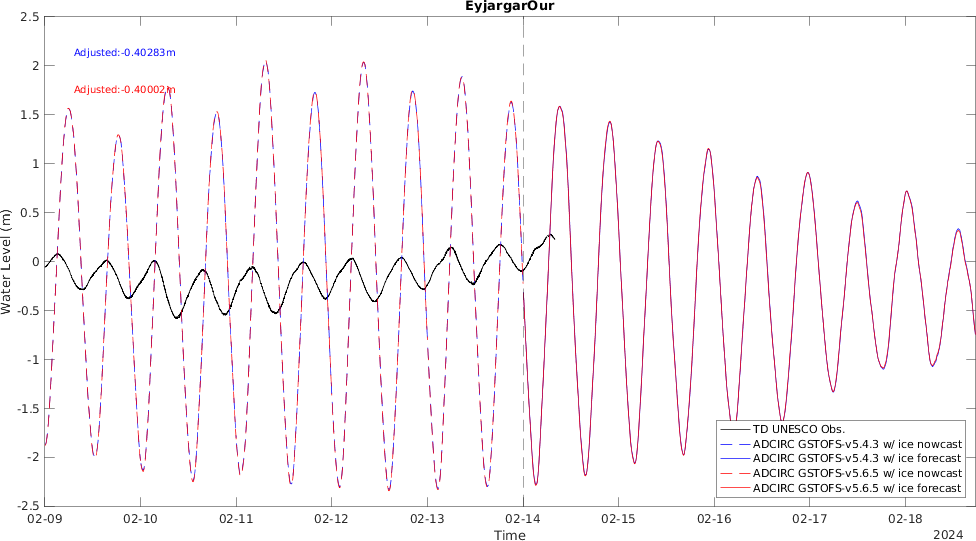 EyjargarOur
Adjusted:-0.40283m
Adjusted:-0.40002m
2.5
2
1.5
1
0.5
0
-0.5
-1
-1.5
-2
-2.5
Water Level (m)
TD UNESCO Obs.
ADCIRC GSTOFS-v5.4.3 w/ ice nowcast
ADCIRC GSTOFS-v5.4.3 w/ ice forecast
ADCIRC GSTOFS-v5.6.5 w/ ice nowcast
ADCIRC GSTOFS-v5.6.5 w/ ice forecast
02-09 02-10 02-11 02-12 02-13 02-14 02-15 02-16 02-17 02-18
Time
2024